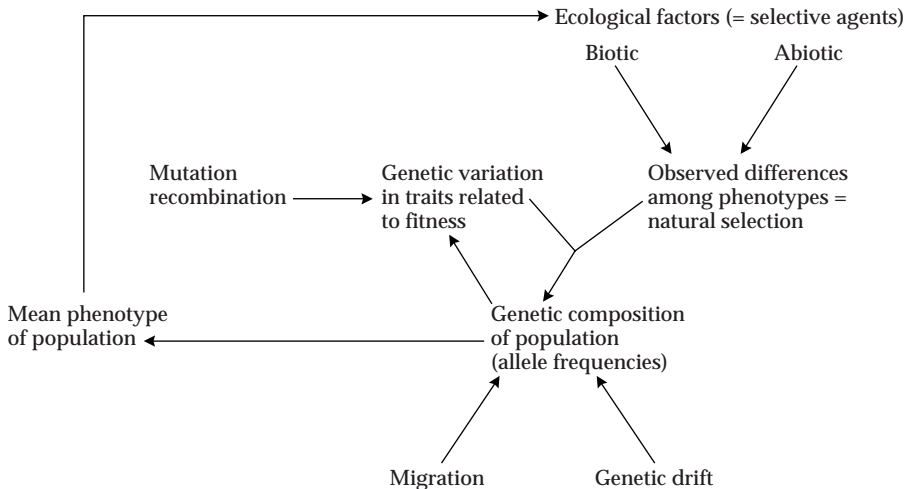 Ecological factors (= selective agents)
Biotic
Abiotic
Mutation
recombination
Genetic variation
in traits related
to fitness
Observed differences
among phenotypes =
natural selection
Mean phenotype
of population
Genetic composition
of population
(allele frequencies)
Migration
Genetic drift